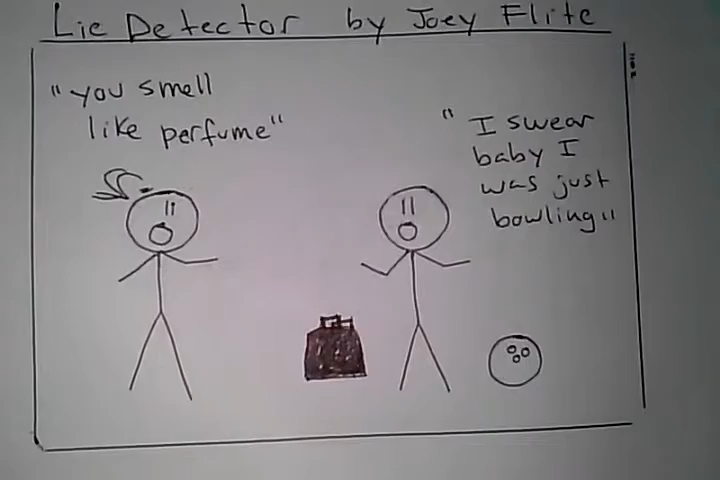 Lie Detector by Joey Flite
"you smell
like perfume"
"I swear
baby I
was just
bowling"